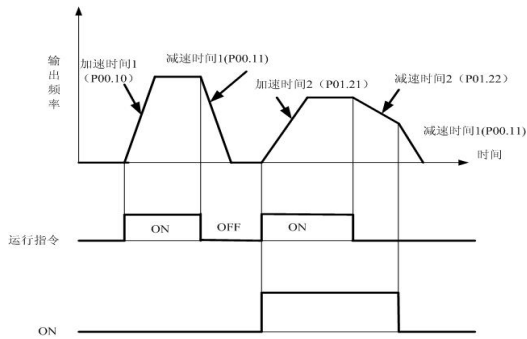 输出频率
加速时间1
（P00.10）
减速时间1(P00.11)
加速时间2（P01.21）
减速时间2（P01.22）
减速时间1(P00.11)
时间
运行指令
ON
OFF
ON
ON